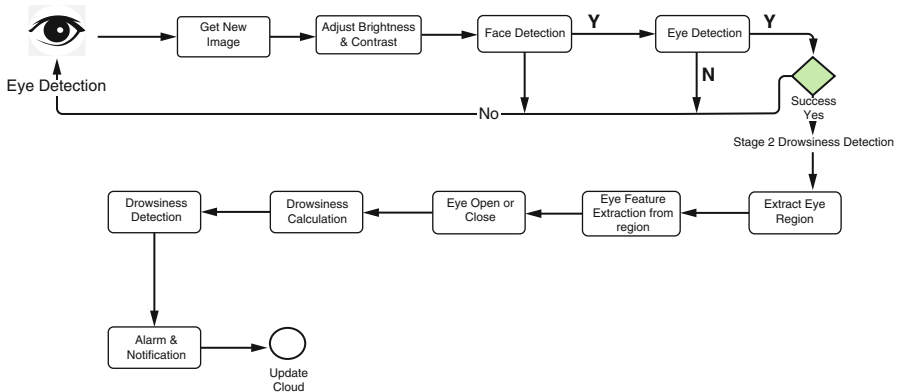 Get New
Image
Adjust Brightness
& Contrast
Face Detection
Y
Eye Detection
Y
Eye Detection
N
No
Success
Yes
Stage 2 Drowsiness Detection
Drowsiness
Detection
Drowsiness
Calculation
Eye Open or
Close
Eye Feature
Extraction from
region
Extract Eye
Region
Alarm &
Notification
Update
Cloud